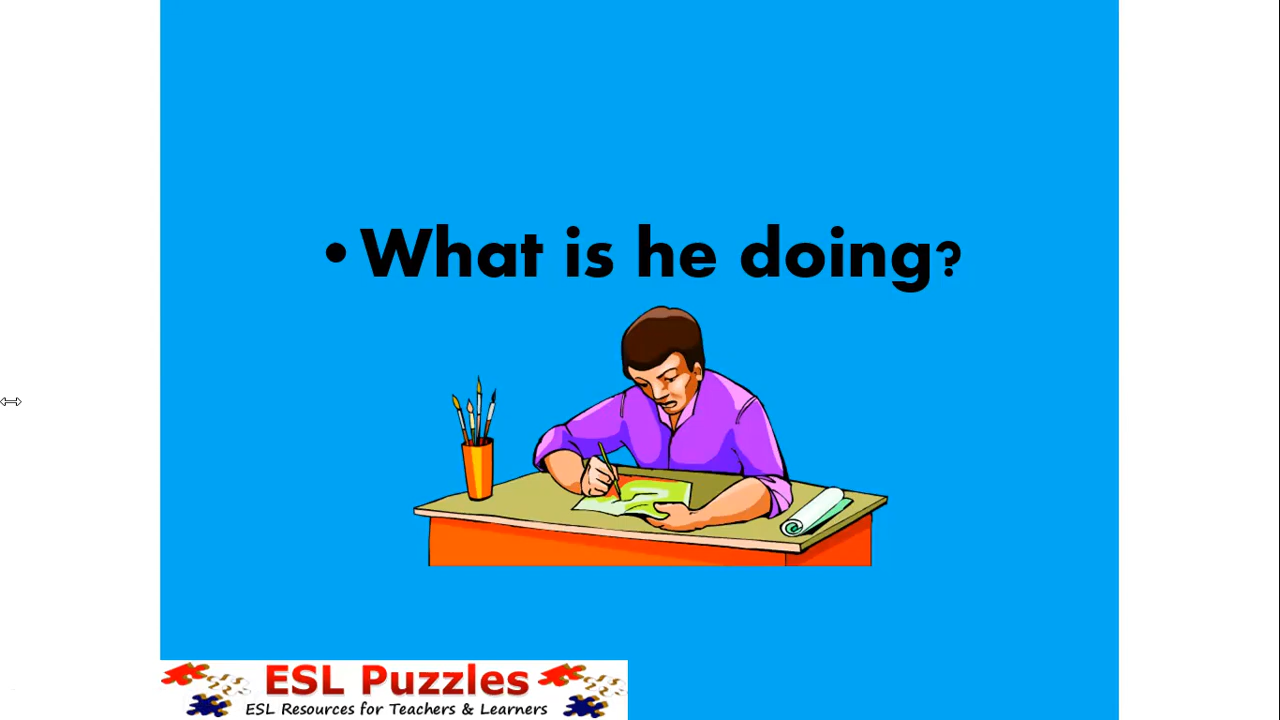 • What is he doing?
ESL Puzzles
ESL Resources for Teachers & Learners